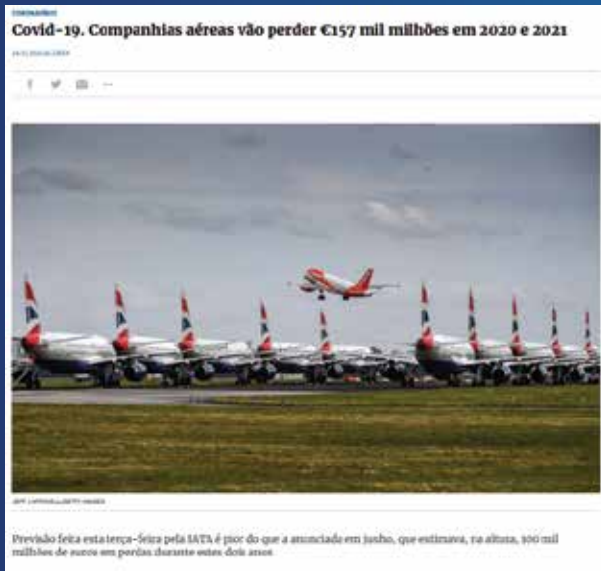 CORONAVÍRUS
Covid-19. Companhias aéreas vão perder €157 mil milhões em 2020 e 2021
Previsão feita esta terça-feira pela IATA é pior do que a anunciada em junho, que estimava, na altura, 100 mil
milhões de euros em perdas durante estes dois anos